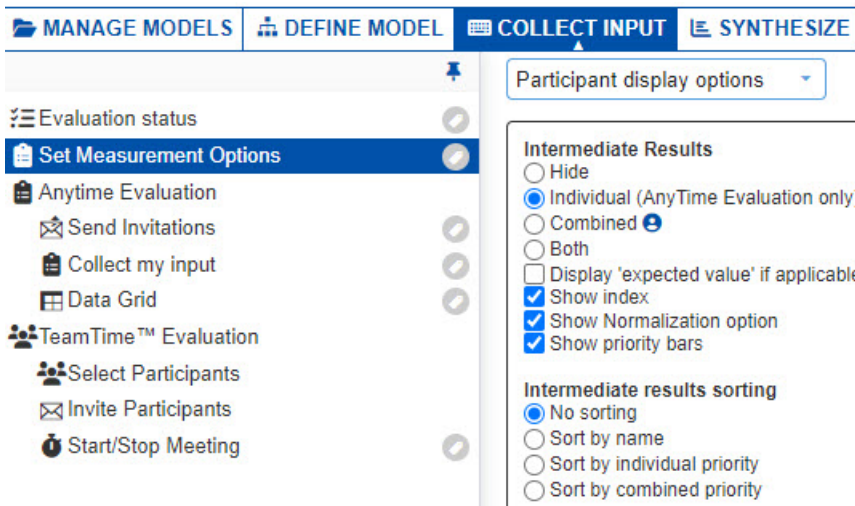 MANAGE MODELS DEFINE MODEL COLLECT INPUT SYNTHESIZE
Participant display options
Evaluation status
Set Measurement Options
Anytime Evaluation
Send Invitations
Collect my input
Data Grid
TeamTime™ Evaluation
Select Participants
Invite Participants
Start/Stop Meeting
Intermediate Results
Hide
Individual (AnyTime Evaluation only)
Combined
Both
Display 'expected value' if applicable
Show index
Show Normalization option
Show priority bars
Intermediate results sorting
No sorting
Sort by name
Sort by individual priority
Sort by combined priority